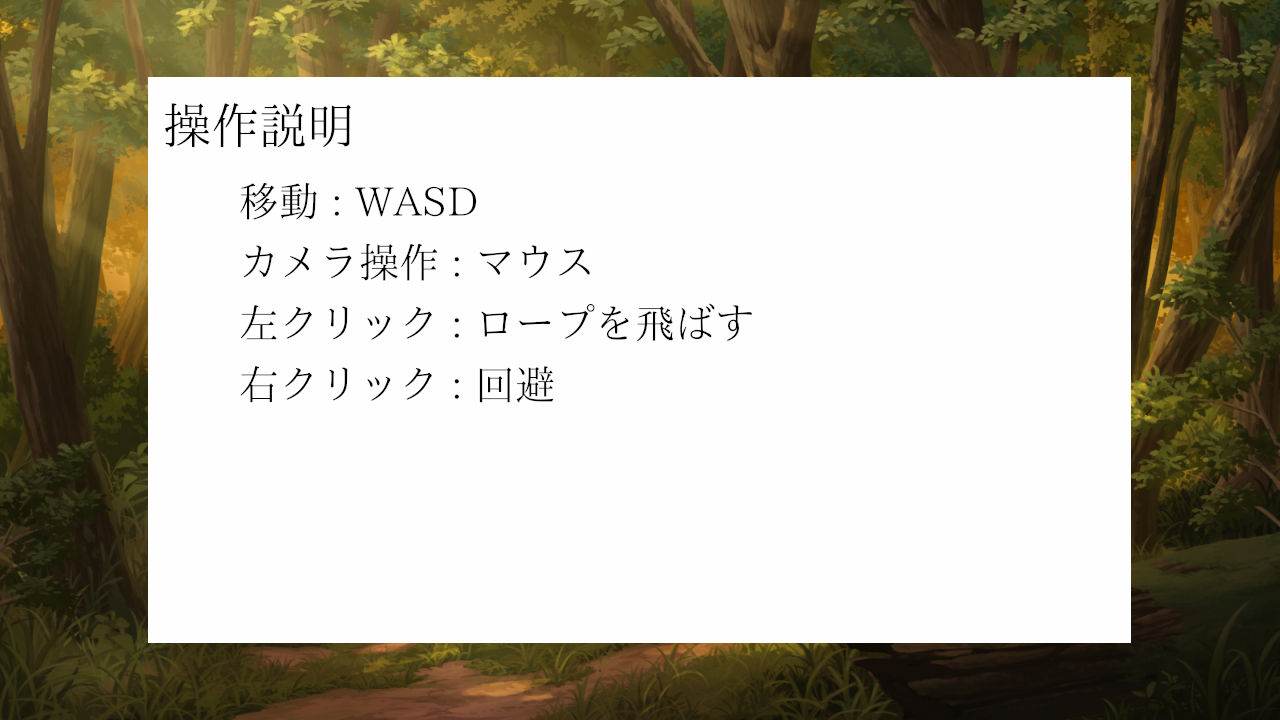 操作説明
移動 : WASD
カメラ操作 : マウス
左クリック : ロープを飛ばす
右クリック : 回避